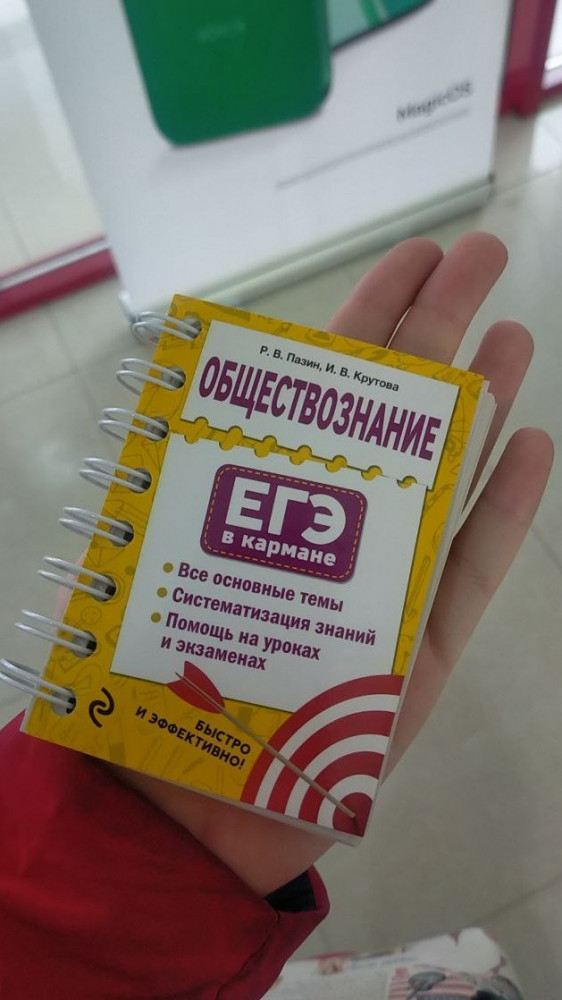 MagicOS
Р. В. Пазин, И. В. Крутова
ОБЩЕСТВОЗНАНИЕ
ЕГЭ
в кармане
Все основные темы
Систематизация знаний
Помощь на уроках
и экзаменах
БЫСТРО
И ЭФФЕКТИВНО!